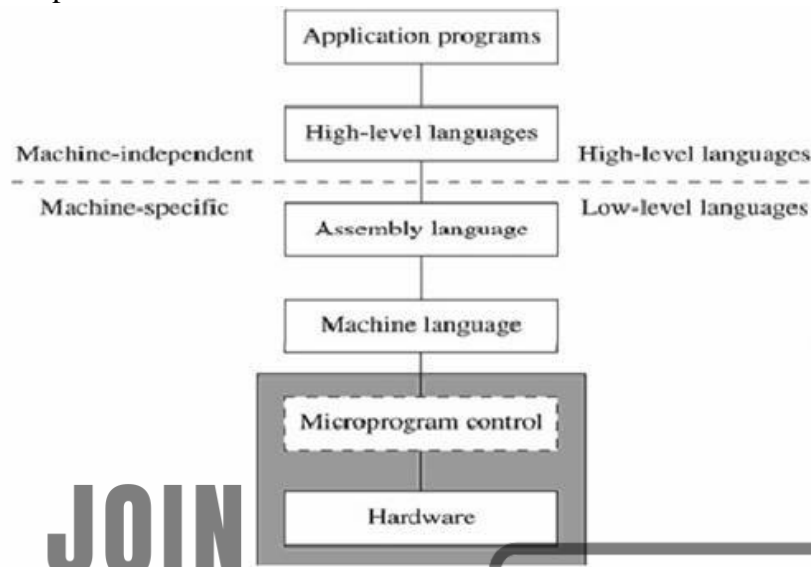 Application programs
High-level languages
Machine-independent
High-level languages
Machine-specific
Low-level languages
Assembly language
Machine language
Microprogram control
Hardware
JOIN